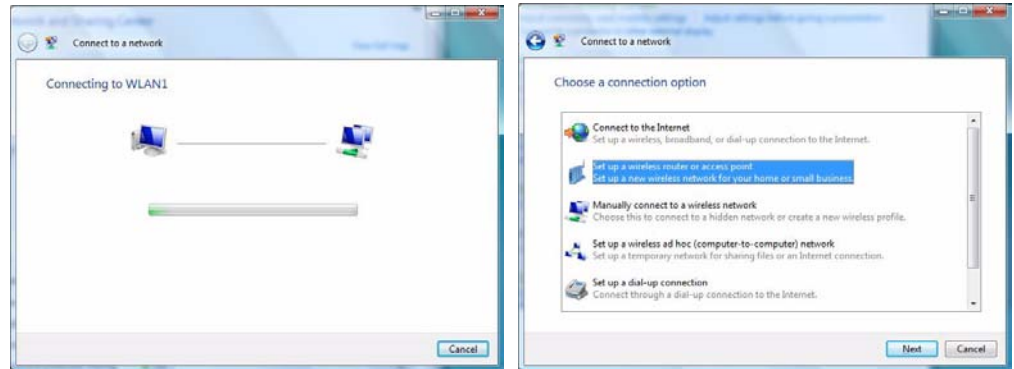 Connect to a network
Connecting to WLAN1
Cancel
Connect to a network
Choose a connection option
Connect to the Internet
Set up a wireless, broadband, or dial-up connection to the Internet.
Set up a wireless router or access point
Set up a new wireless network for your home or small business.
Manually connect to a wireless network
Choose this to connect to a hidden network or create a new wireless profile.
Set up a wireless ad hoc (computer-to-computer) network
Set up a temporary network for sharing files or an Internet connection.
Set up a dial-up connection
Connect through a dial-up connection to the Internet.
Next Cancel